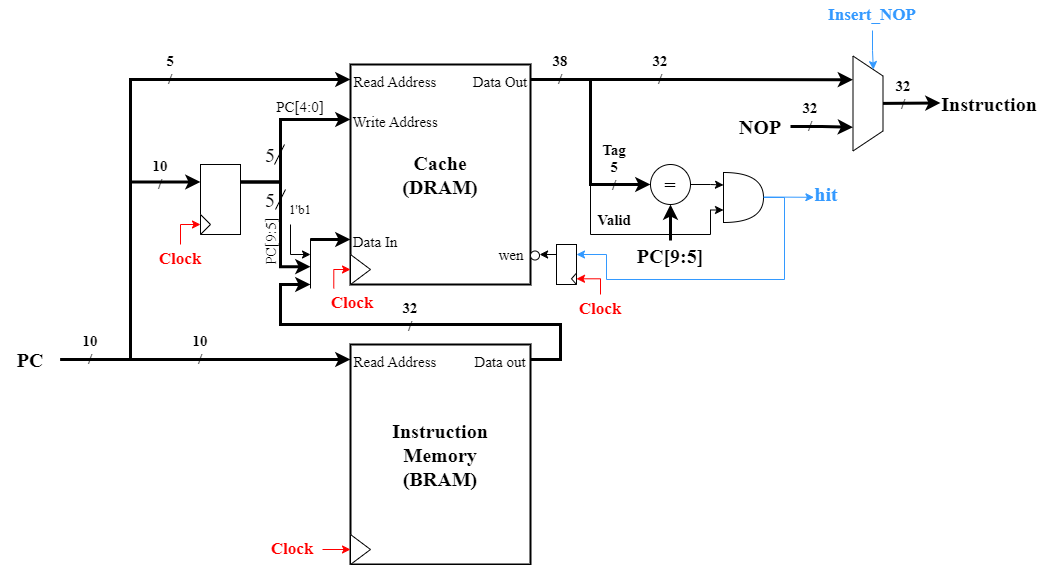 Insert_NOP
5
38
32
Read Address
Data Out
32
32
Instruction
PC[4:0]
Write Address
NOP
10
5
Cache
(DRAM)
Tag
5
=
5
1'b1
PC[9:5]
hit
Valid
Data In
wen
PC[9:5]
Clock
Clock
Clock
32
10
10
PC
Read Address
Data out
Instruction
Memory
(BRAM)
Clock